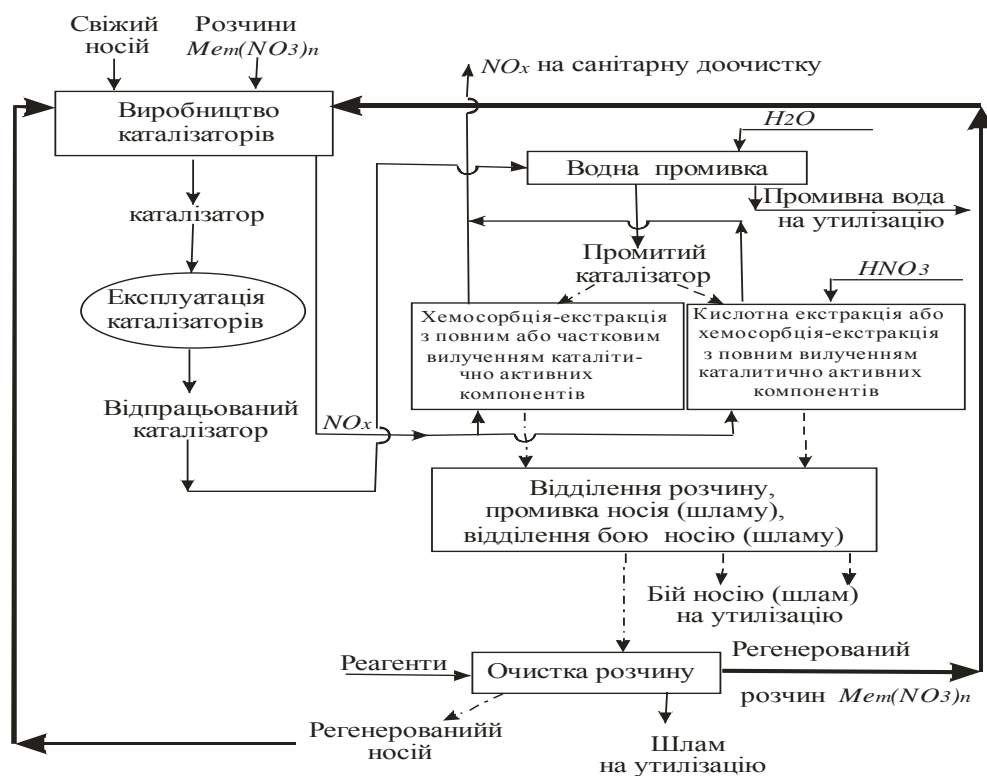 Свіжий
носій
Розчини
Mem(NO3)n
NOx на санітарну доочистку
Виробництво
каталізаторів
H2O
Водна промивка
Промивна вода
на утилізацію
каталізатор
Промитий
каталізатор
HNO3
Експлуатація
каталізаторів
Хемосорбція-екстракція
з повним або частковим
вилученням каталіти-
чно активних
компонентів
Кислотна екстракція або
хемосорбція-екстракція
з повним вилученням
каталитично активних
компонентів
Відпрацьований
каталізатор
NOx
Відділення розчину,
промивка носія (шламу),
відділення бою носію (шламу)
Бій носію (шлам)
на утилізацію
Регенерований
Реагенти
Очистка розчину
розчин Mem(NO3)n
Регенерованийй
носій
Шлам
на утилізацію